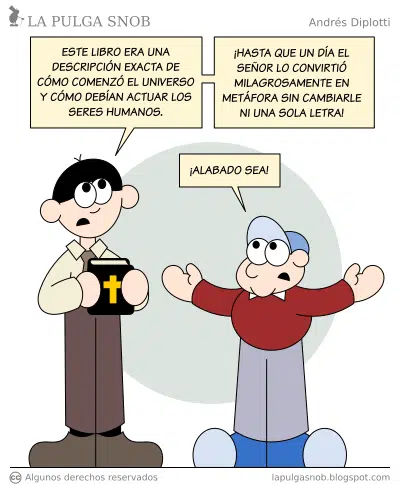 LA PULGA SNOB
Andrés Diplotti
ESTE LIBRO ERA UNA
DESCRIPCIÓN EXACTA DE
CÓMO COMENZÓ EL UNIVERSO
Y CÓMO DEBÍAN ACTUAR LOS
SERES HUMANOS.
¡HASTA QUE UN DÍA EL
SEÑOR LO CONVIRTIÓ
MILAGROSAMENTE EN
METÁFORA SIN CAMBIARLE
NI UNA SOLA LETRA!
¡ALABADO SEA!
cc Algunos derechos reservados
lapulgasnob.blogspot.com